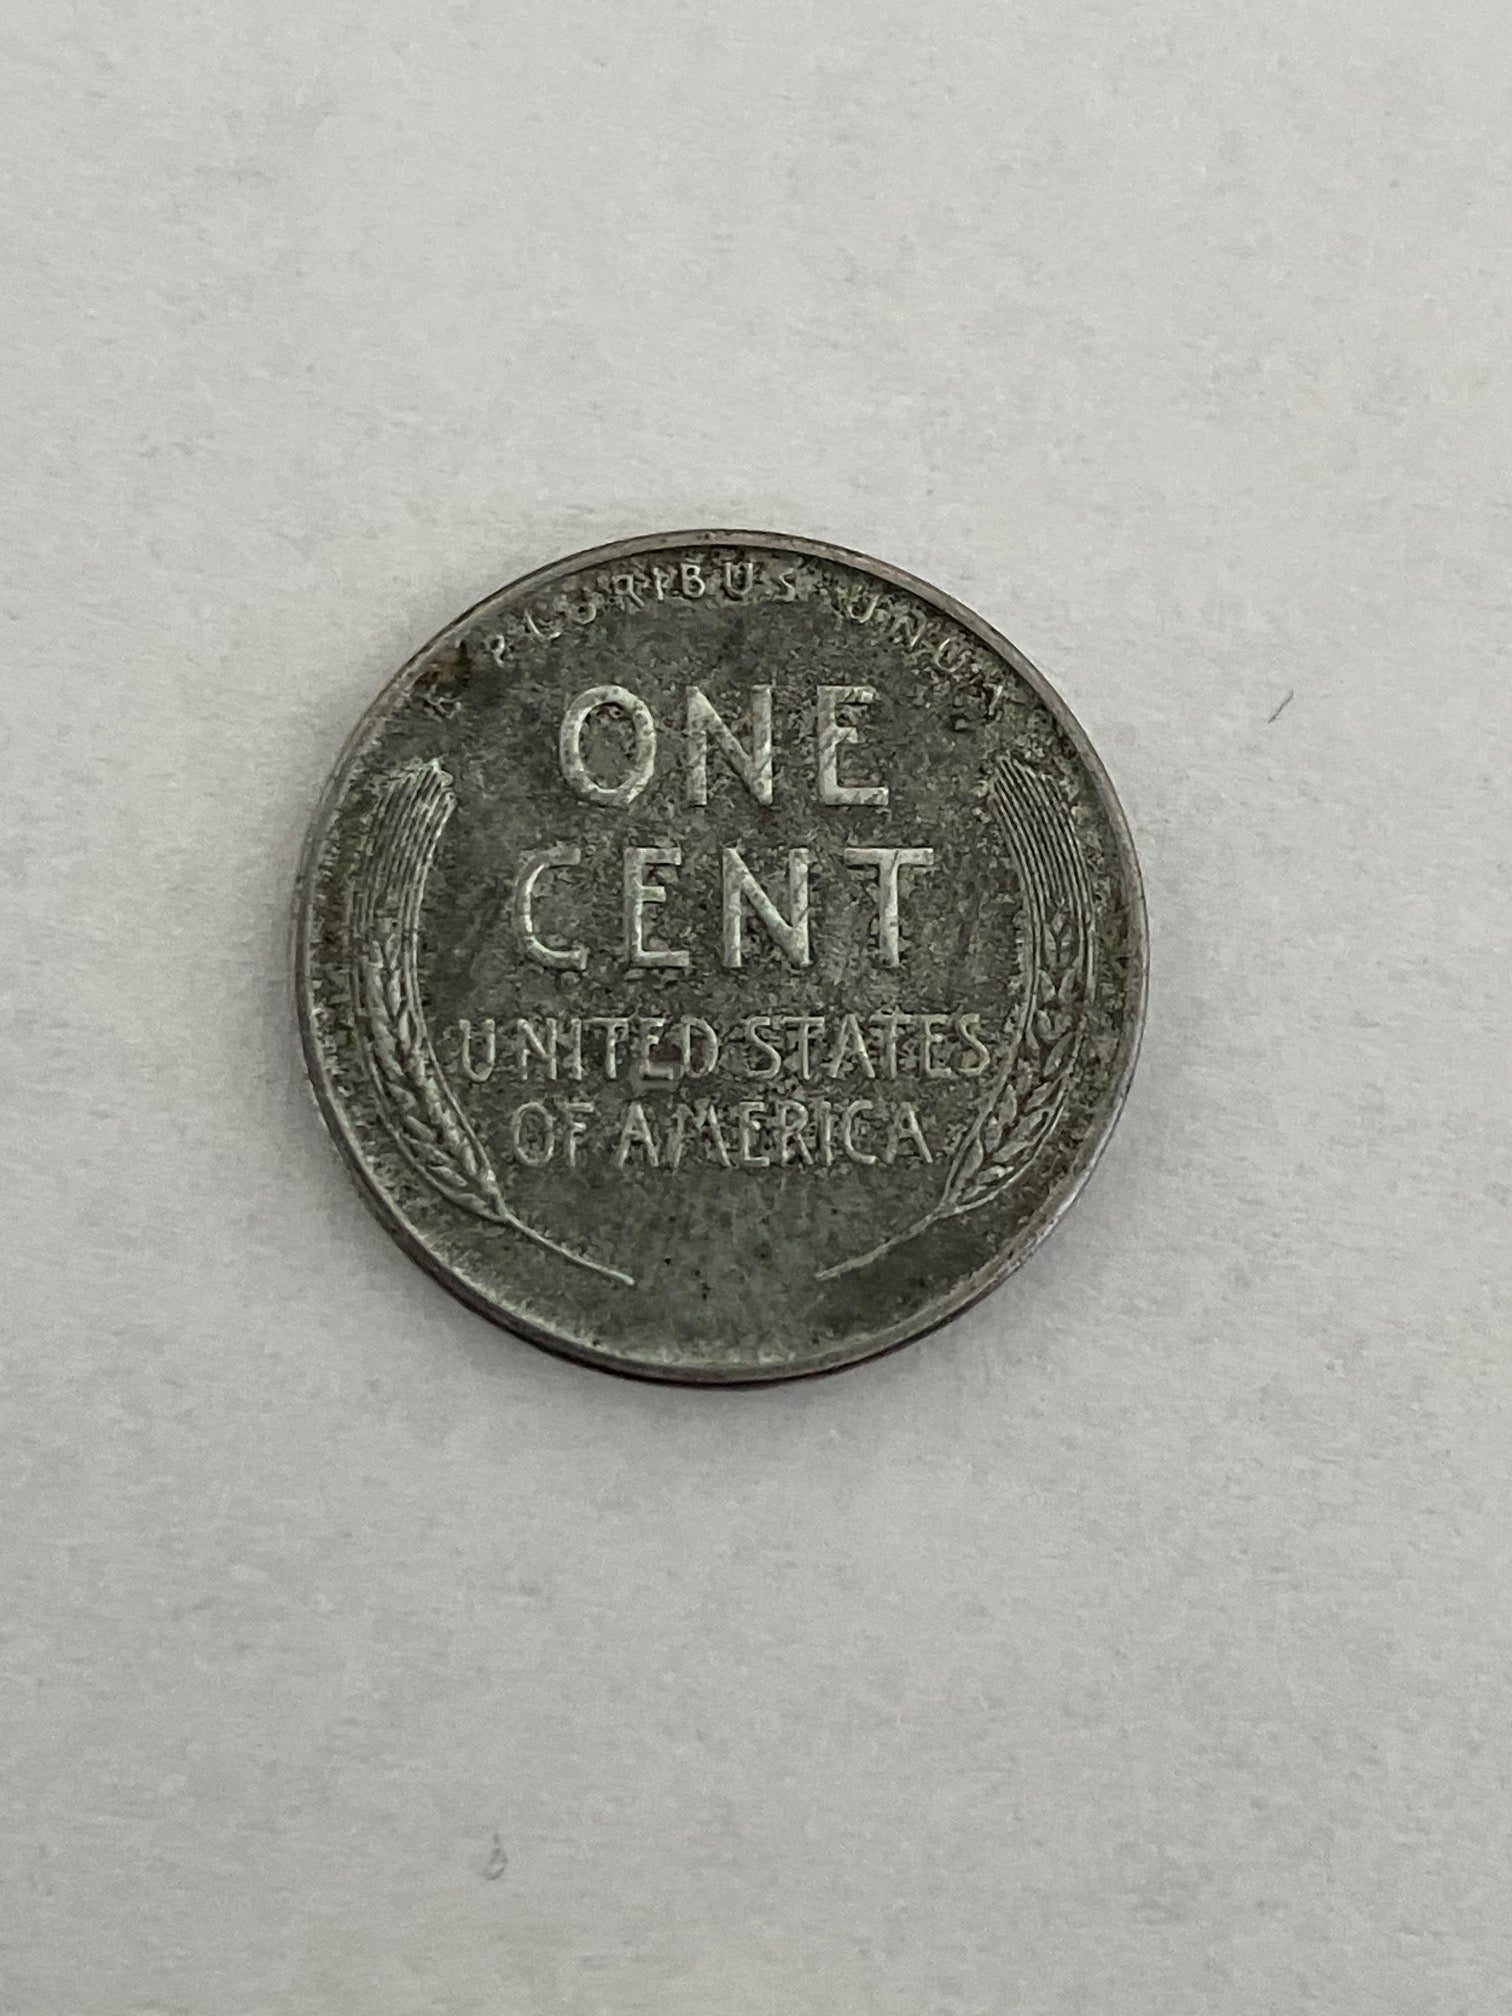 E PLURIBUS UNUM
ONE
CENT
UNITED STATES
OF AMERICA